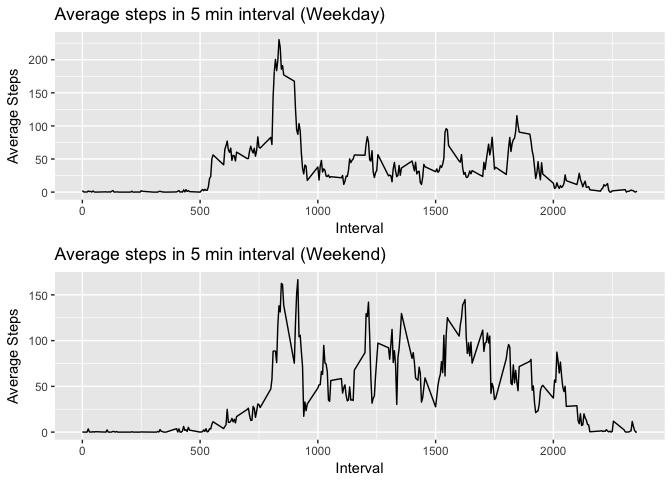 Average steps in 5 min interval (Weekday)
Average Steps
200
150
100
50
0
0 500 1000 1500 2000
Interval
Average steps in 5 min interval (Weekend)
Average Steps
150
100
50
0
0 500 1000 1500 2000
Interval